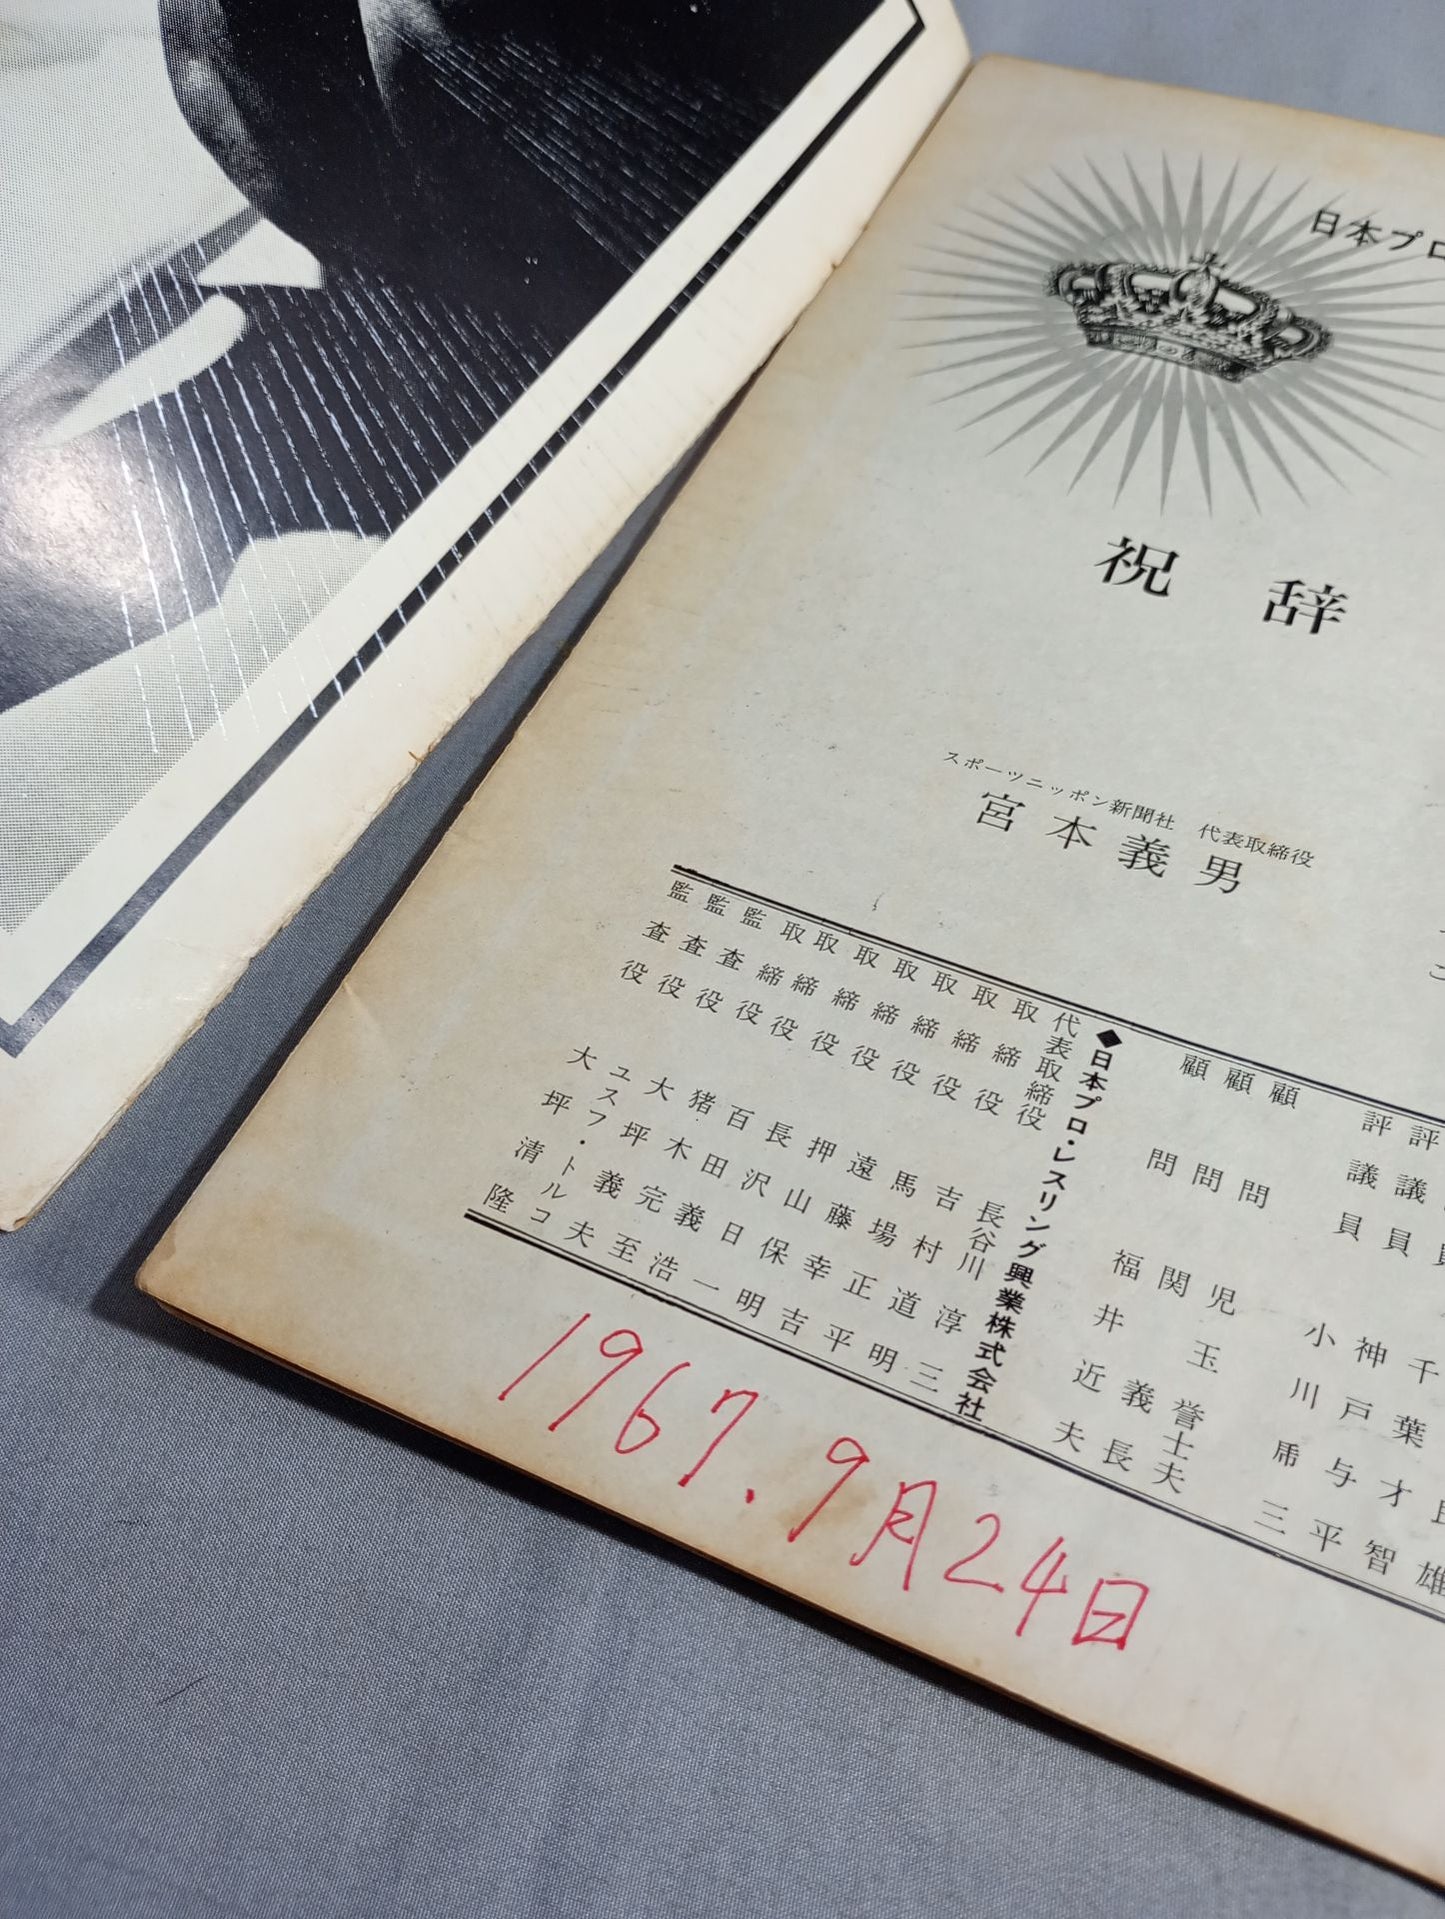 日本プロ
祝辞
スポーツニッポン新聞社　代表取締役
宮本義男
評議員 千葉才智
評議員 神戸与平
小川乕三
顧問 児玉誉士夫
顧問 関義長
顧問 福井近夫
◆日本プロ・レスリング興業株式会社
代表取締役 長谷川淳三
取締役 吉村道明
取締役 馬場正平
取締役 遠藤幸吉
取締役 押山保明
取締役 長沢日一
取締役 百田義浩
取締役 猪木完至
監査役 大坪義夫
監査役 ユスフ・トルコ
監査役 大坪清隆
1967.9月24日